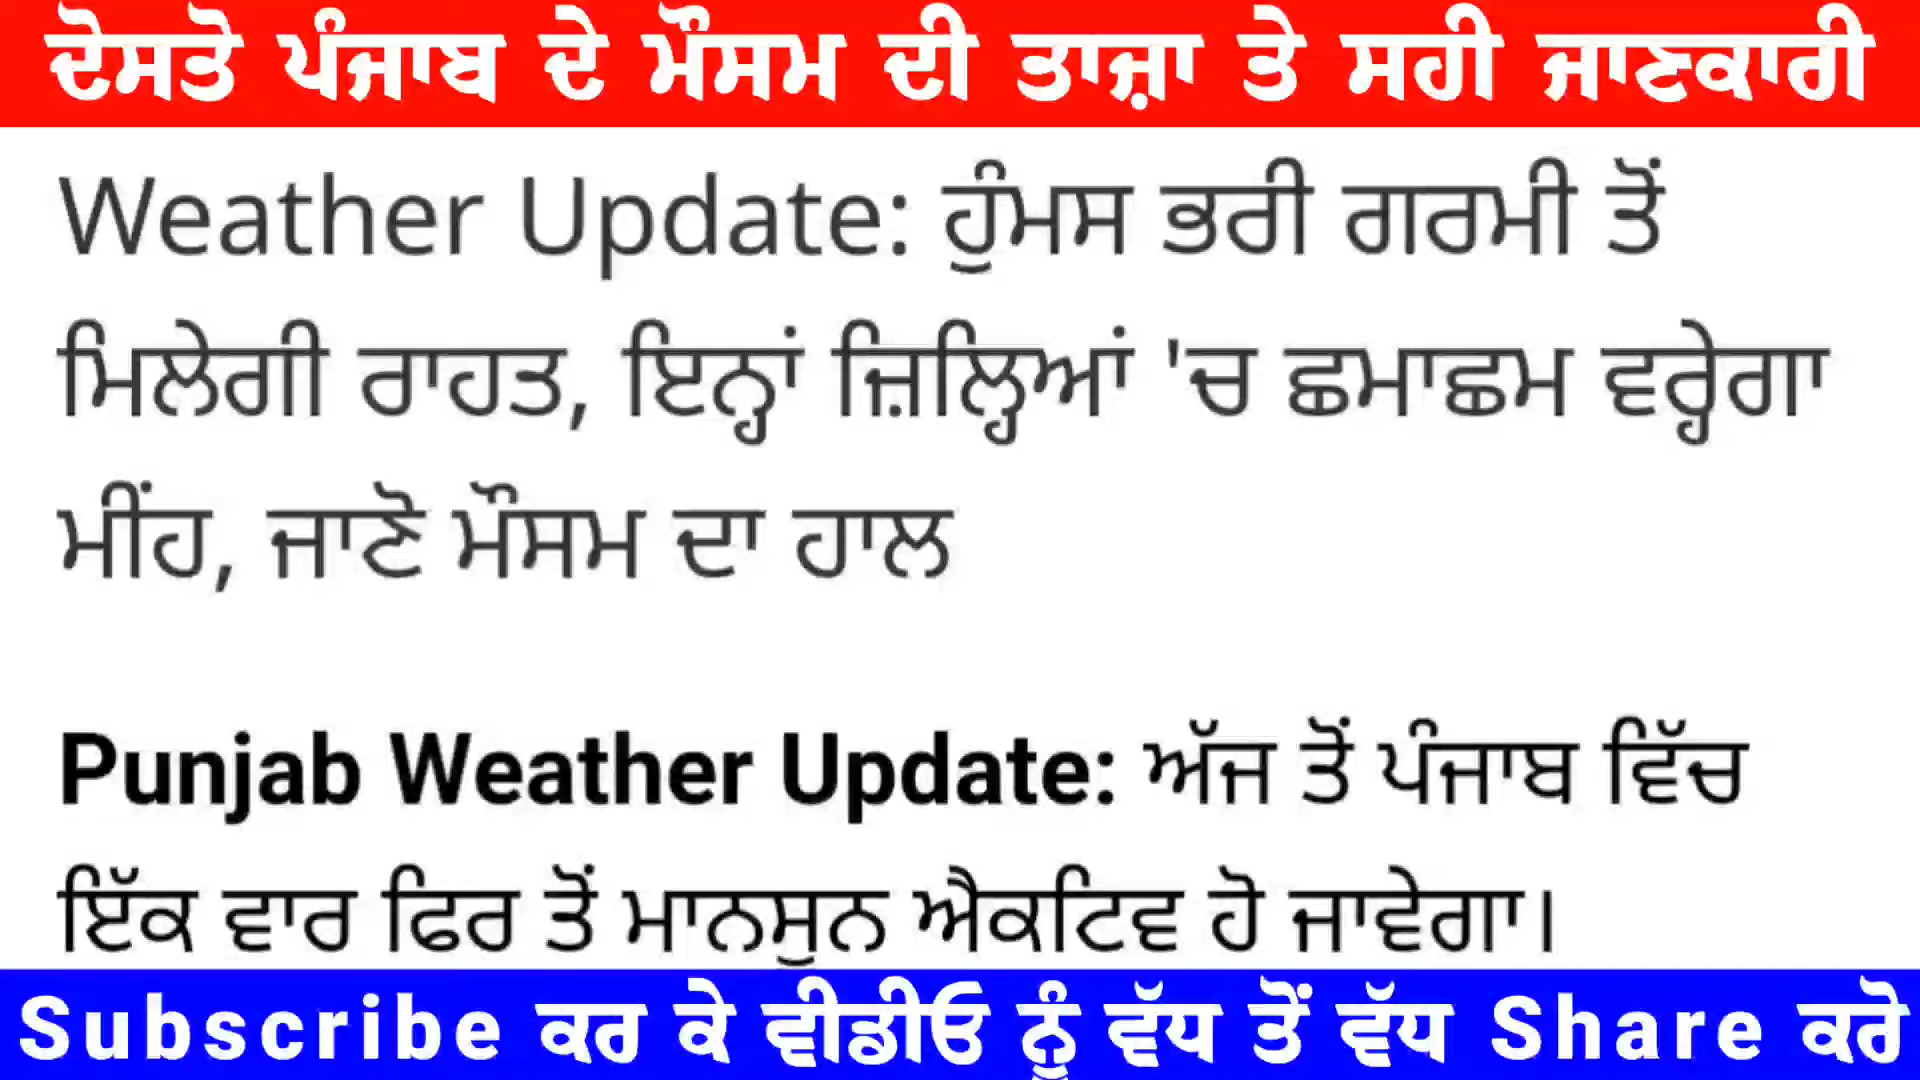 ਦੋਸਤੋ ਪੰਜਾਬ ਦੇ ਮੌਸਮ ਦੀ ਤਾਜ਼ਾ ਤੇ ਸਹੀ ਜਾਣਕਾਰੀ
Weather Update: ਹੁੰਮਸ ਭਰੀ ਗਰਮੀ ਤੋਂ
ਮਿਲੇਗੀ ਰਾਹਤ, ਇਨ੍ਹਾਂ ਜ਼ਿਲ੍ਹਿਆਂ 'ਚ ਛਮਾਛਮ ਵਰ੍ਹੇਗਾ
ਮੀਂਹ, ਜਾਣੋ ਮੌਸਮ ਦਾ ਹਾਲ
Punjab Weather Update: ਅੱਜ ਤੋਂ ਪੰਜਾਬ ਵਿੱਚ
ਇੱਕ ਵਾਰ ਫਿਰ ਤੋਂ ਮਾਨਸੁਨ ਐਕਟਿਵ ਹੋ ਜਾਵੇਗਾ।
Subscribe ਕਰ ਕੇ ਵੀਡੀਓ ਨੂੰ ਵੱਧ ਤੋਂ ਵੱਧ Share ਕਰੋ